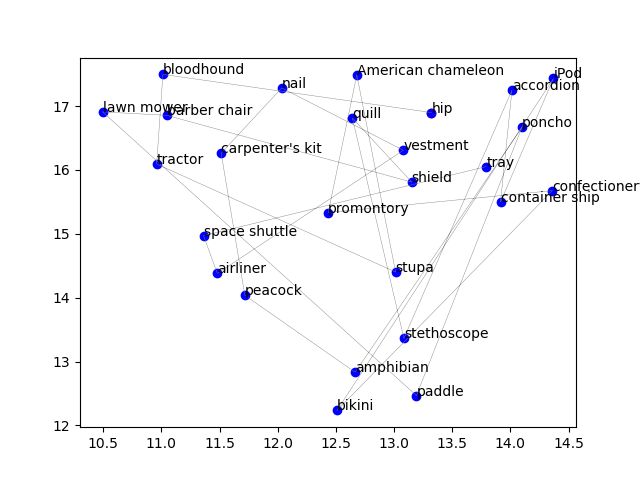 bloodhound
American chameleon
iPod
nail
accordion
lawn mower
barber chair
hip
quill
poncho
carpenter's kit
vestment
tractor
tray
shield
confectioner
container ship
promontory
space shuttle
airliner
stupa
peacock
stethoscope
amphibian
paddle
bikini
17
16
15
14
13
12
10.5 11.0 11.5 12.0 12.5 13.0 13.5 14.0 14.5